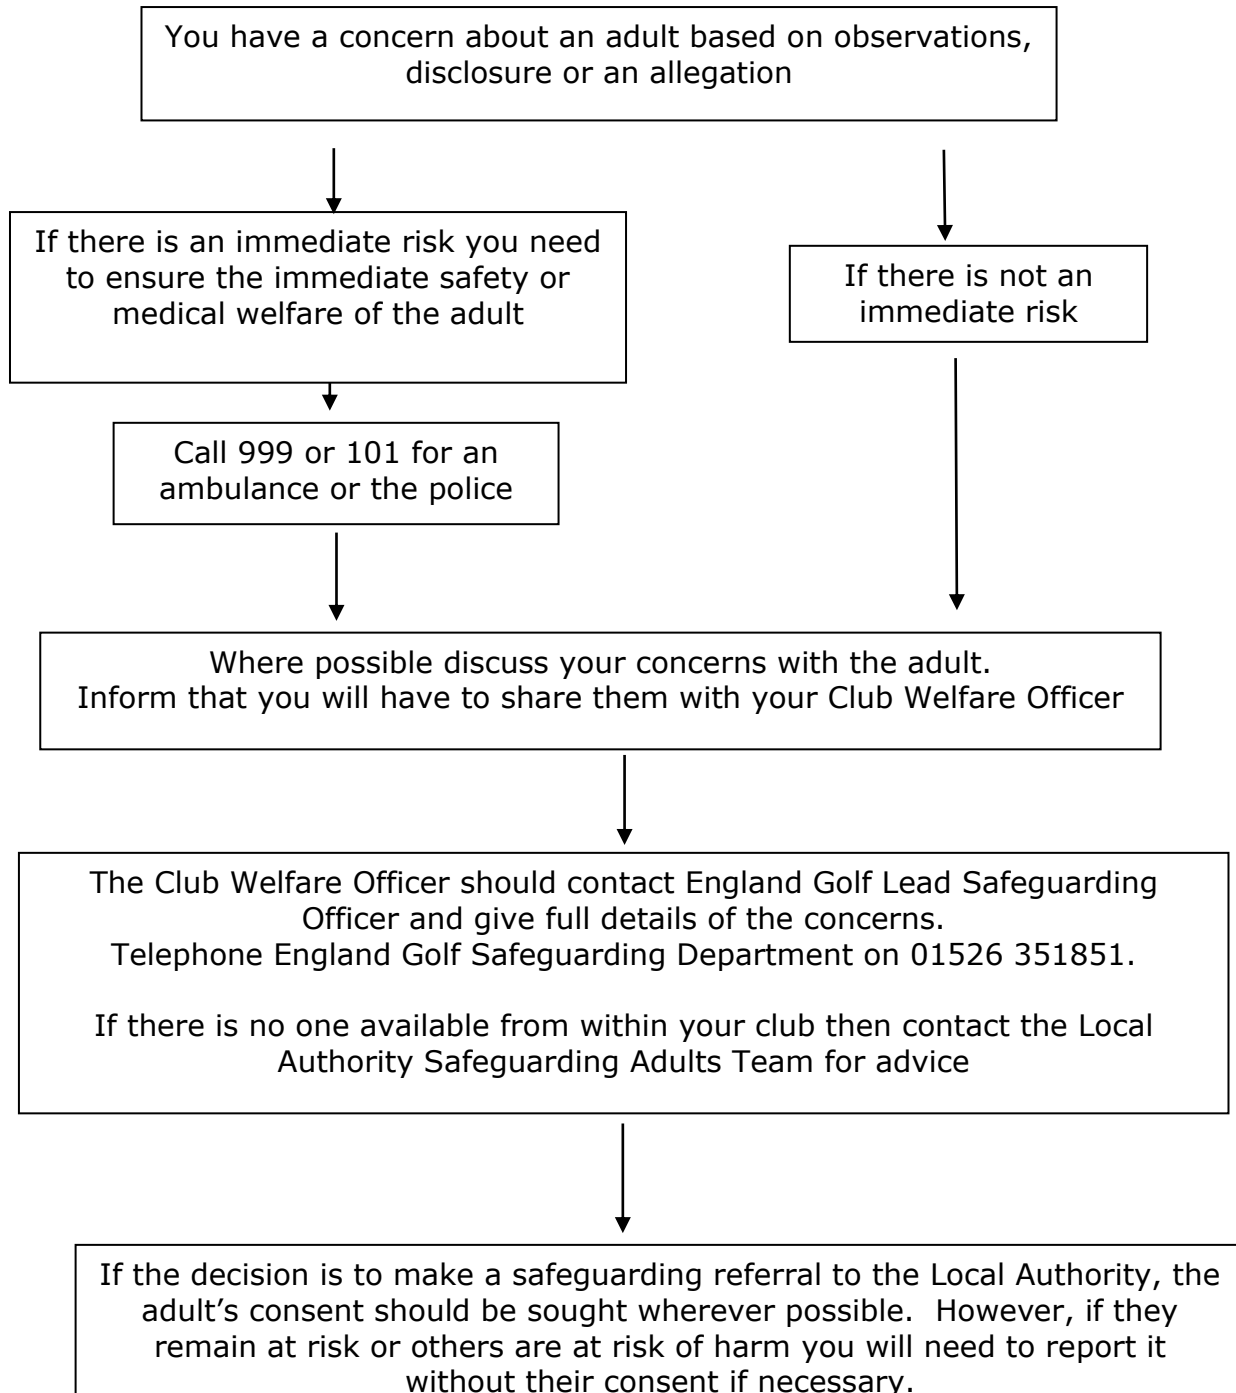 You have a concern about an adult based on observations,
disclosure or an allegation
If there is an immediate risk you need
to ensure the immediate safety or
medical welfare of the adult
If there is not an
immediate risk
Call 999 or 101 for an
ambulance or the police
Where possible discuss your concerns with the adult.
Inform that you will have to share them with your Club Welfare Officer
The Club Welfare Officer should contact England Golf Lead Safeguarding
Officer and give full details of the concerns.
Telephone England Golf Safeguarding Department on 01526 351851.
If there is no one available from within your club then contact the Local
Authority Safeguarding Adults Team for advice
If the decision is to make a safeguarding referral to the Local Authority, the
adult's consent should be sought wherever possible.  However, if they
remain at risk or others are at risk of harm you will need to report it
without their consent if necessary.